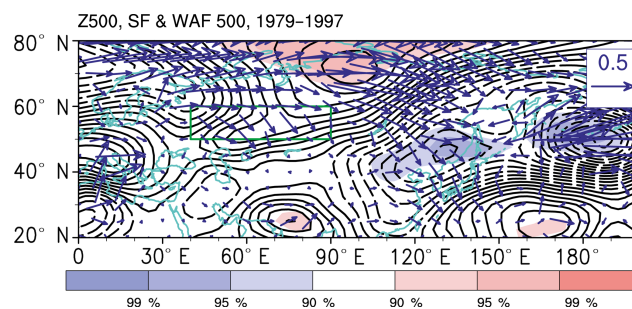 Z500, SF & WAF 500, 1979–1997
80° N
0.5
60° N
40° N
20° N
0 30° E 60° E 90° E 120° E 150° E 180°
99 % 95 % 90 % 90 % 95 % 99 %